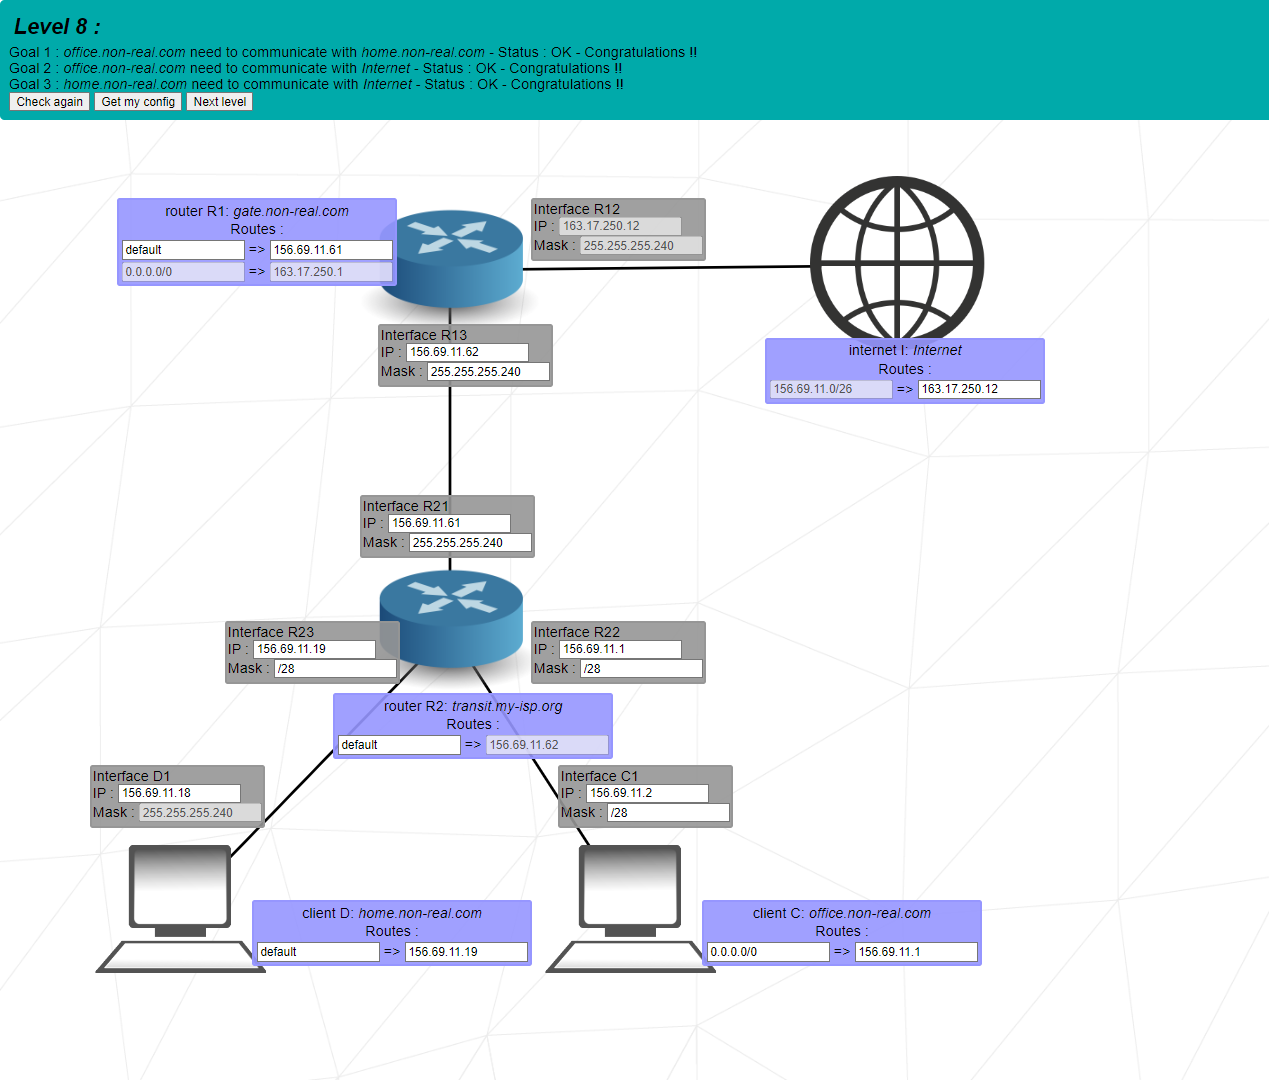 Level 8 :
Goal 1 : office.non-real.com need to communicate with home.non-real.com - Status : OK - Congratulations !!
Goal 2 : office.non-real.com need to communicate with Internet - Status : OK - Congratulations !!
Goal 3 : home.non-real.com need to communicate with Internet - Status : OK - Congratulations !!
Check again Get my config Next level
router R1: gate.non-real.com
Routes :
default => 156.69.11.61
0.0.0.0/0 => 163.17.250.1
Interface R12
IP : 163.17.250.12
Mask : 255.255.255.240
Interface R13
IP : 156.69.11.62
Mask : 255.255.255.240
internet I: Internet
Routes :
156.69.11.0/26 => 163.17.250.12
Interface R21
IP : 156.69.11.61
Mask : 255.255.255.240
Interface R23
IP : 156.69.11.19
Mask : /28
Interface R22
IP : 156.69.11.1
Mask : /28
router R2: transit.my-isp.org
Routes :
default => 156.69.11.62
Interface D1
IP : 156.69.11.18
Mask : 255.255.255.240
Interface C1
IP : 156.69.11.2
Mask : /28
client D: home.non-real.com
Routes :
default => 156.69.11.19
client C: office.non-real.com
Routes :
0.0.0.0/0 => 156.69.11.1